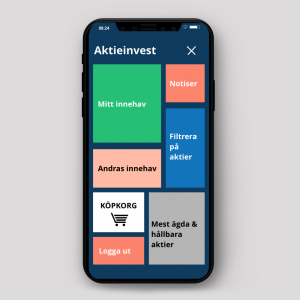 08:24
Aktieinvest
Mitt innehav
Notiser
Filtrera
på
aktier
Andras innehav
KÖPKORG
Mest ägda &
hållbara
aktier
Logga ut